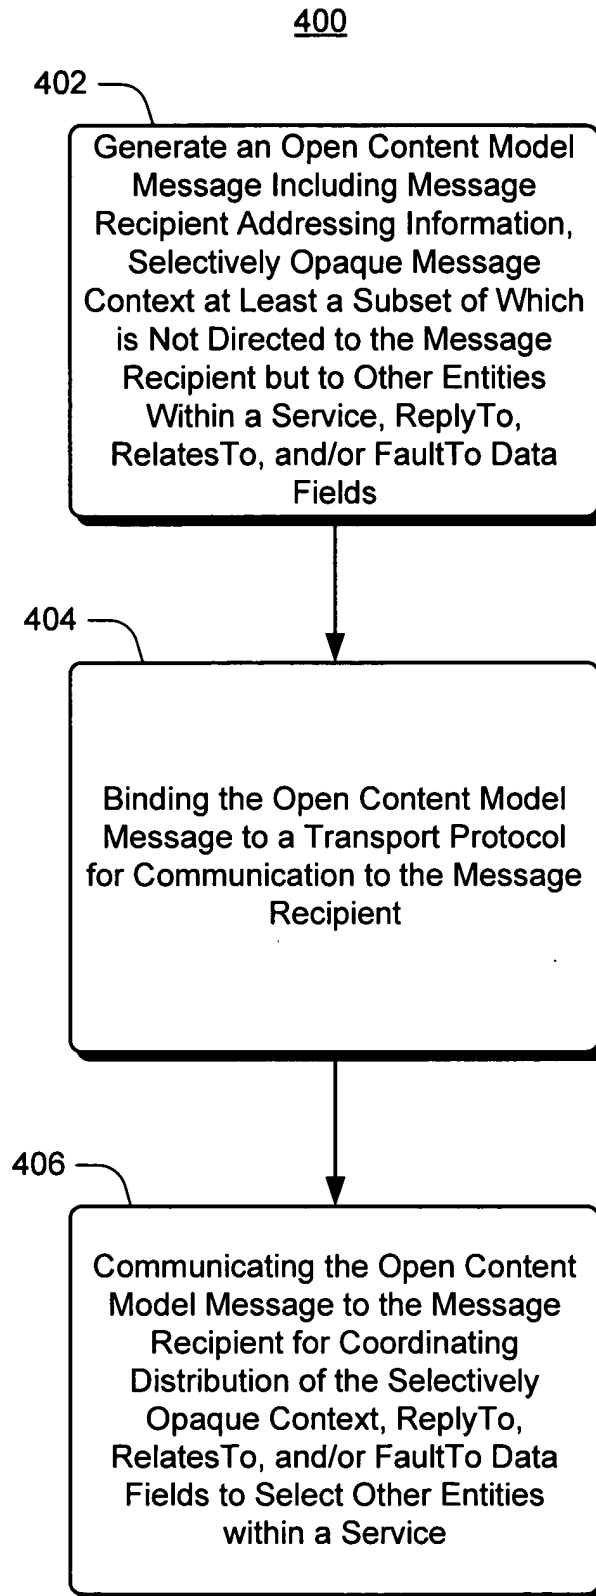 400
402
Generate an Open Content Model
Message Including Message
Recipient Addressing Information,
Selectively Opaque Message
Context at Least a Subset of Which
is Not Directed to the Message
Recipient but to Other Entities
Within a Service, ReplyTo,
RelatesTo, and/or FaultTo Data
Fields
404
Binding the Open Content Model
Message to a Transport Protocol
for Communication to the Message
Recipient
406
Communicating the Open Content
Model Message to the Message
Recipient for Coordinating
Distribution of the Selectively
Opaque Context, ReplyTo,
RelatesTo, and/or FaultTo Data
Fields to Select Other Entities
within a Service